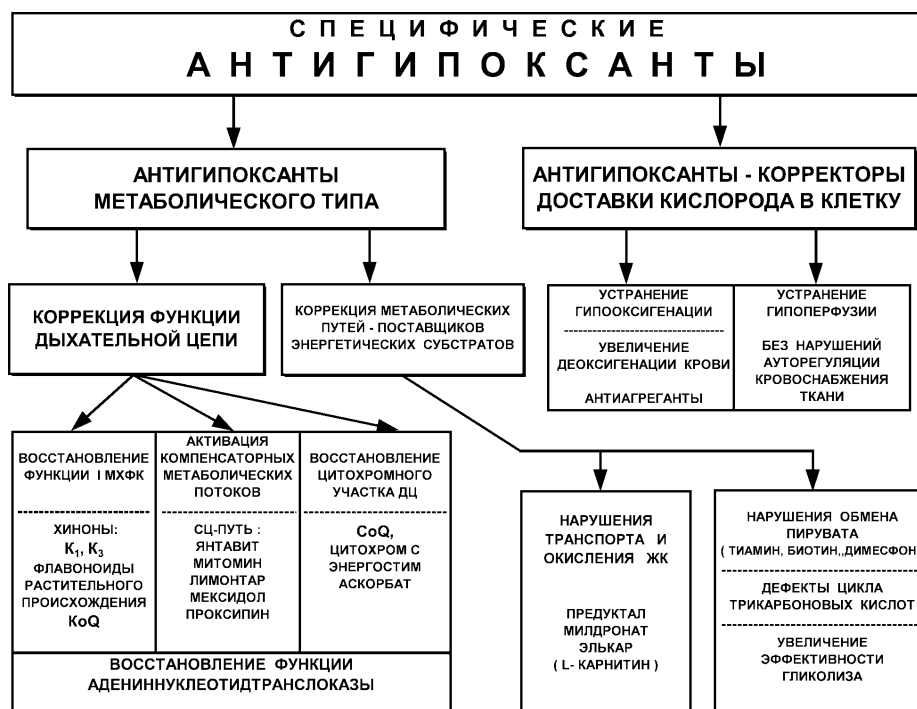 СПЕЦИФИЧЕСКИЕ
АНТИГИПОКСАНТЫ
АНТИГИПОКСАНТЫ
МЕТАБОЛИЧЕСКОГО ТИПА
АНТИГИПОКСАНТЫ - КОРРЕКТОРЫ
ДОСТАВКИ КИСЛОРОДА В КЛЕТКУ
КОРРЕКЦИЯ ФУНКЦИИ
ДЫХАТЕЛЬНОЙ ЦЕПИ
КОРРЕКЦИЯ МЕТАБОЛИЧЕСКИХ
ПУТЕЙ - ПОСТАВЩИКОВ
ЭНЕРГЕТИЧЕСКИХ СУБСТРАТОВ
УСТРАНЕНИЕ
ГИПООКСИГЕНАЦИИ
УВЕЛИЧЕНИЕ
ДЕОКСИГЕНАЦИИ КРОВИ
АНТИАГРЕГАНТЫ
УСТРАНЕНИЕ
ГИПОПЕРФУЗИИ
БЕЗ НАРУШЕНИЙ
АУТОРЕГУЛЯЦИИ
КРОВОСНАБЖЕНИЯ
ТКАНИ
ВОССТАНОВЛЕНИЕ
ФУНКЦИИ I МХФК
ХИНОНЫ:
К1, К3
ФЛАВОНОИДЫ
РАСТИТЕЛЬНОГО
ПРОИСХОЖДЕНИЯ
КоQ
АКТИВАЦИЯ
КОМПЕНСАТОРНЫХ
МЕТАБОЛИЧЕСКИХ
ПОТОКОВ
СЦ-ПУТЬ :
ЯНТАВИТ
МИТОМИН
ЛИМОНТАР
МЕКСИДОЛ
ПРОКСИПИН
ВОССТАНОВЛЕНИЕ
ЦИТОХРОМНОГО
УЧАСТКА ДЦ
CoQ,
ЦИТОХРОМ С
ЭНЕРГОСТИМ
АСКОРБАТ
ВОССТАНОВЛЕНИЕ ФУНКЦИИ
АДЕНИННУКЛЕОТИДТРАНСЛОКАЗЫ
НАРУШЕНИЯ
ТРАНСПОРТА И
ОКИСЛЕНИЯ ЖК
ПРЕДУКТАЛ
МИЛДРОНАТ
ЭЛЬКАР
( L- КАРНИТИН )
НАРУШЕНИЯ ОБМЕНА
ПИРУВАТА
( ТИАМИН, БИОТИН,,ДИМЕСФОН
ДЕФЕКТЫ ЦИКЛА
ТРИКАРБОНОВЫХ КИСЛОТ
УВЕЛИЧЕНИЕ
ЭФФЕКТИВНОСТИ
ГЛИКОЛИЗА